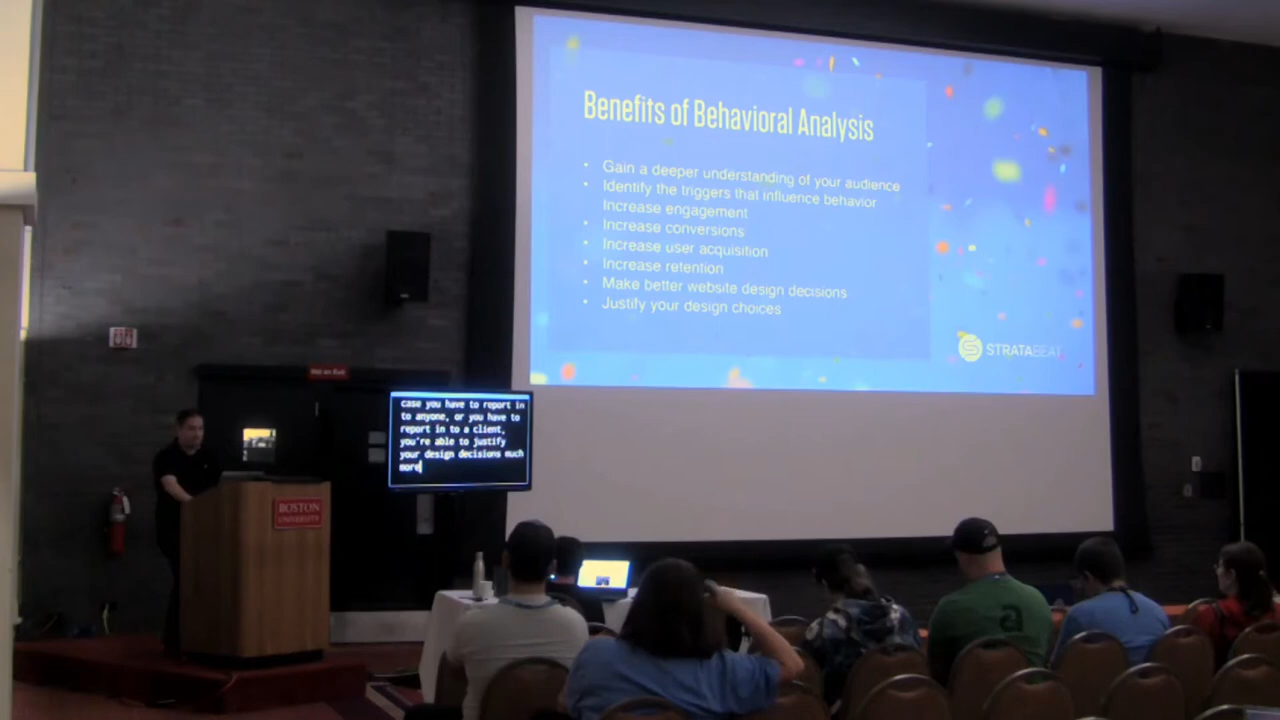 Benefits of Behavioral Analysis
• Gain a deeper understanding of your audience
• Identify the triggers that influence behavior
Increase engagement
• Increase conversions
• Increase user acquisition
• Increase retention
• Make better website design decisions
• Justify your design choices
STRATABEAT
Not an Exit
case you have to report in
to anyone, or you have to
report in to a client,
you're able to justify
your design decisions much
more
BOSTON
UNIVERSITY
a